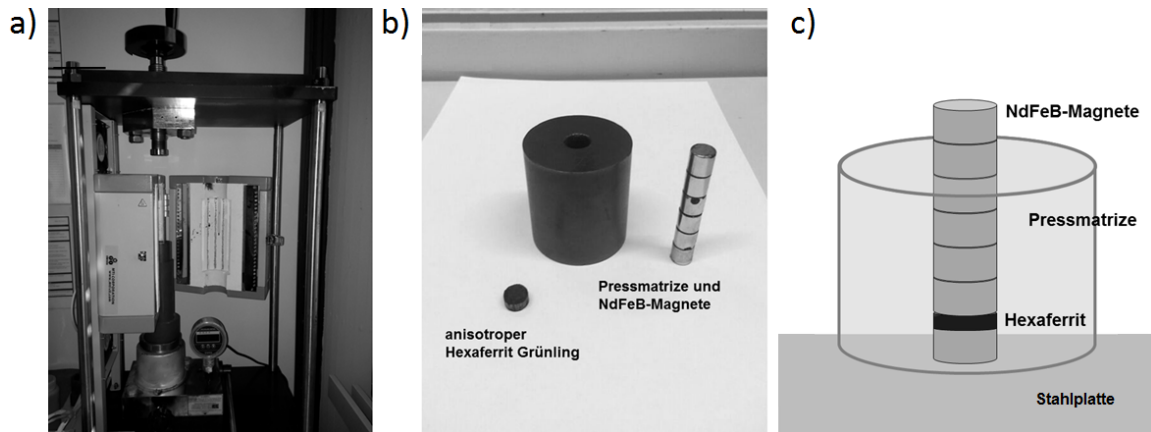 a)
b)
anisotroper
Hexaferrit Grünling
Pressmatrize und
NdFeB-Magnete
c)
NdFeB-Magnete
Pressmatrize
Hexaferrit
Stahlplatte